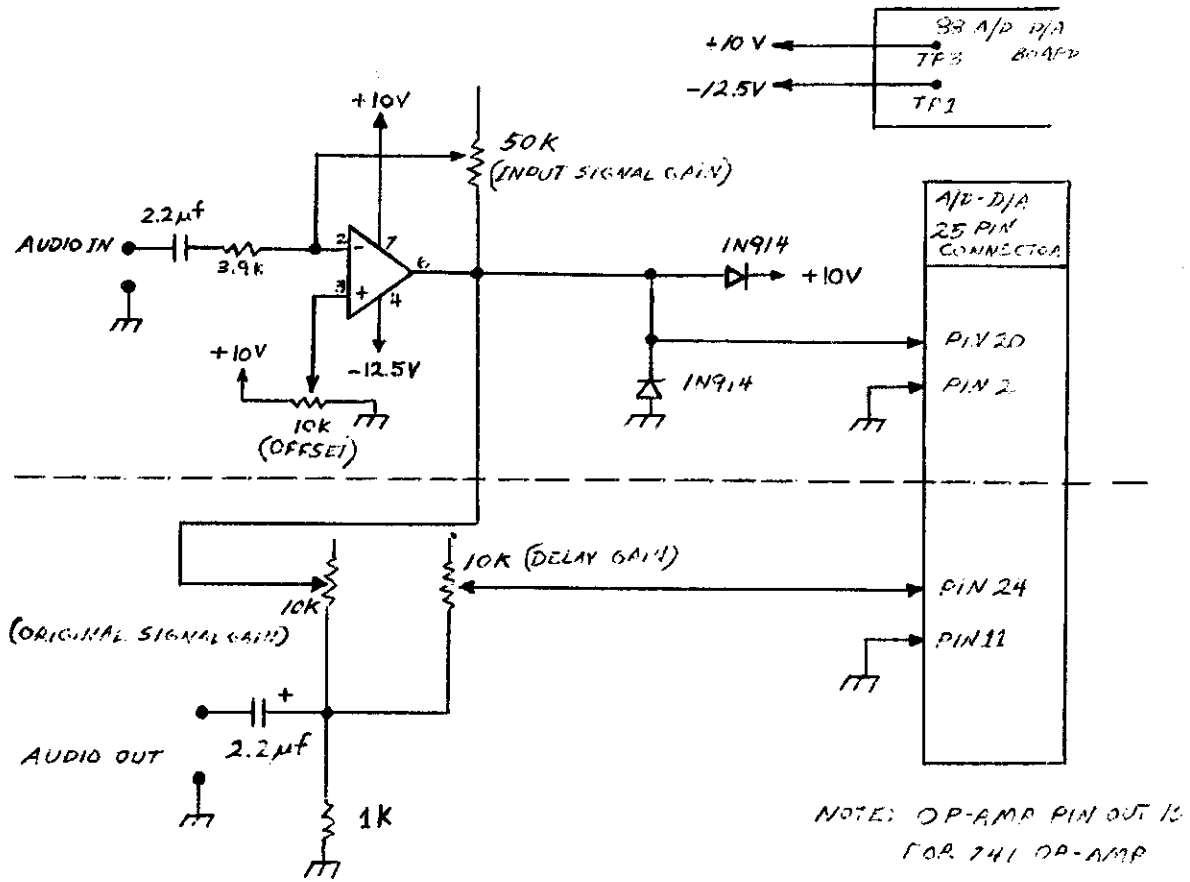 88 A/D D/A
BOARD
+10 V
TP3
-12.5V
TP1
+10V
50K
(INPUT SIGNAL GAIN)
2.2µf
AUDIO IN
3.9K
2
-
7
6
3
+
4
1N914
+10V
A/D-D/A
25 PIN
CONNECTOR
PIN 20
+10V
-12.5V
1N914
PIN 2
10K
(OFFSET)
10K (DELAY GAIN)
10K
PIN 24
(ORIGINAL SIGNAL GAIN)
PIN 11
+
2.2µf
AUDIO OUT
1K
NOTE: OP-AMP PIN OUT IS
FOR 741 OP-AMP